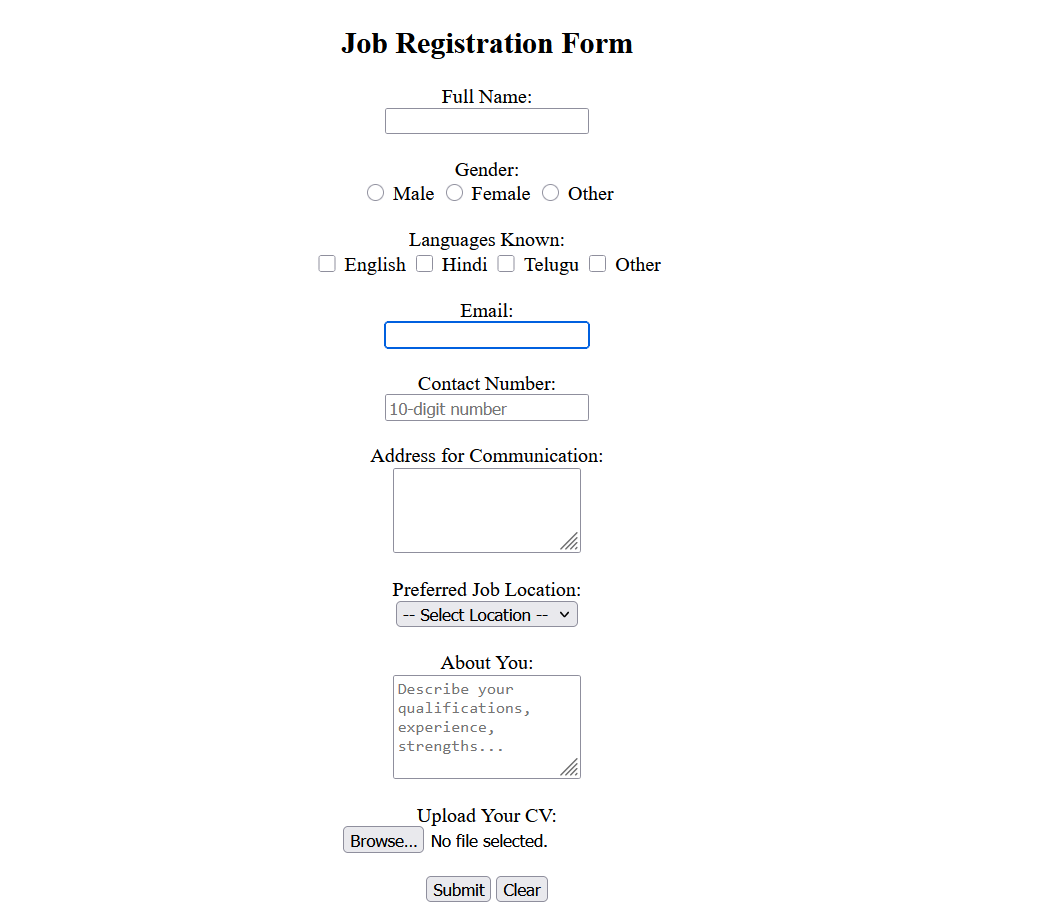 Job Registration Form
Full Name:
Gender:
Male Female Other
Languages Known:
English Hindi Telugu Other
Email:
Contact Number:
10-digit number
Address for Communication:
Preferred Job Location:
-- Select Location --
About You:
Describe your
qualifications,
experience,
strengths...
Upload Your CV:
Browse... No file selected.
Submit Clear